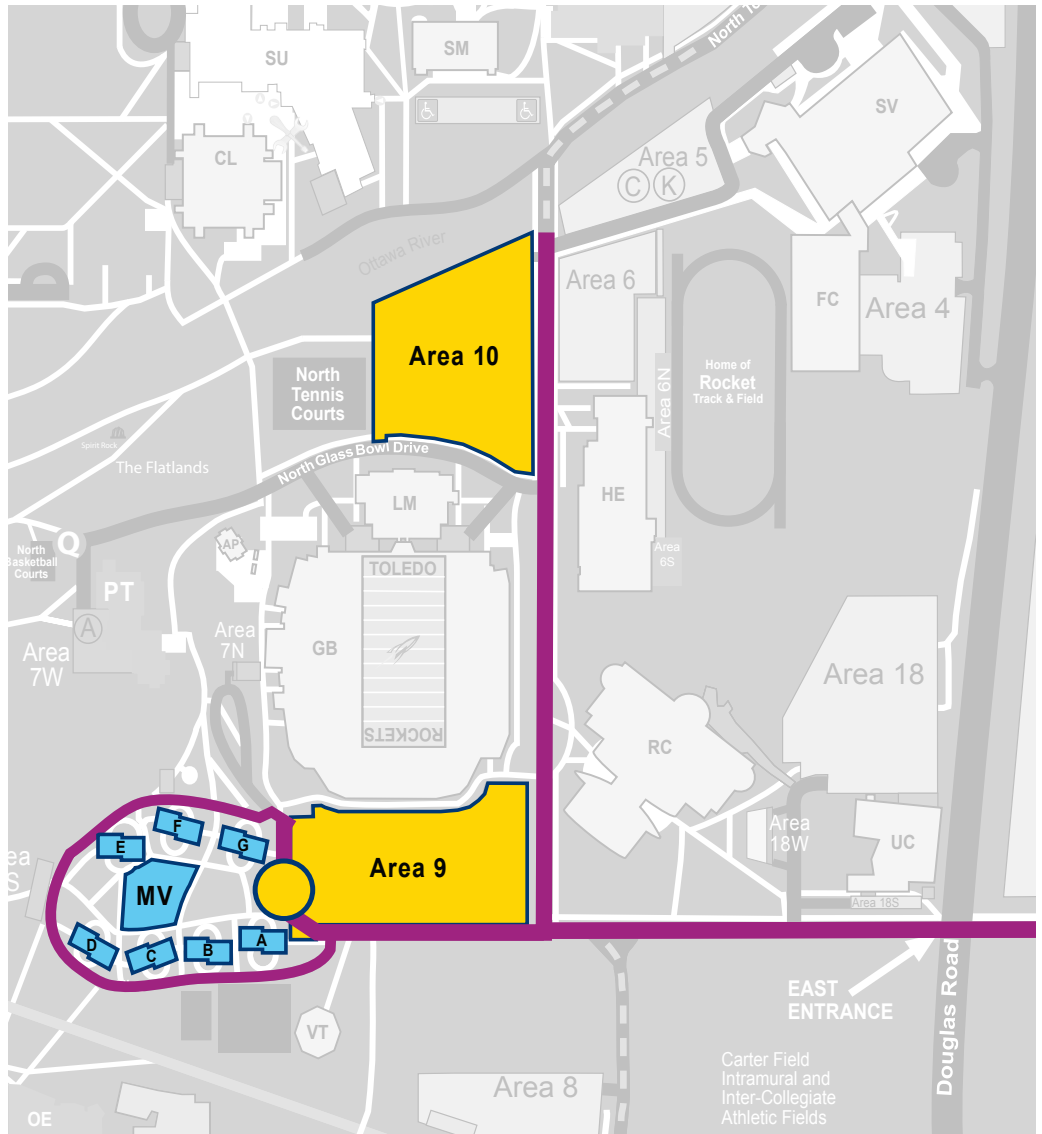 North 10
SU
SM
SV
CL
Area 5
C K
Ottawa River
Area 6
FC
Area 4
Area 10
North
Tennis
Courts
Home of
Rocket
Track & Field
Area 6N
Spirit Rock
The Flatlands
North Glass Bowl Drive
LM
HE
AP
Q
North
Basketball
Courts
PT
A
TOLEDO
Area
6S
Area
7N
Area
7W
GB
ROCKETS
Area 18
RC
F
E
G
MV
Area 9
Area
18W
UC
ea
S
Area 18S
D
C
B
A
EAST
ENTRANCE
Douglas Road
VT
Carter Field
Intramural and
Inter-Collegiate
Athletic Fields
Area 8
OE